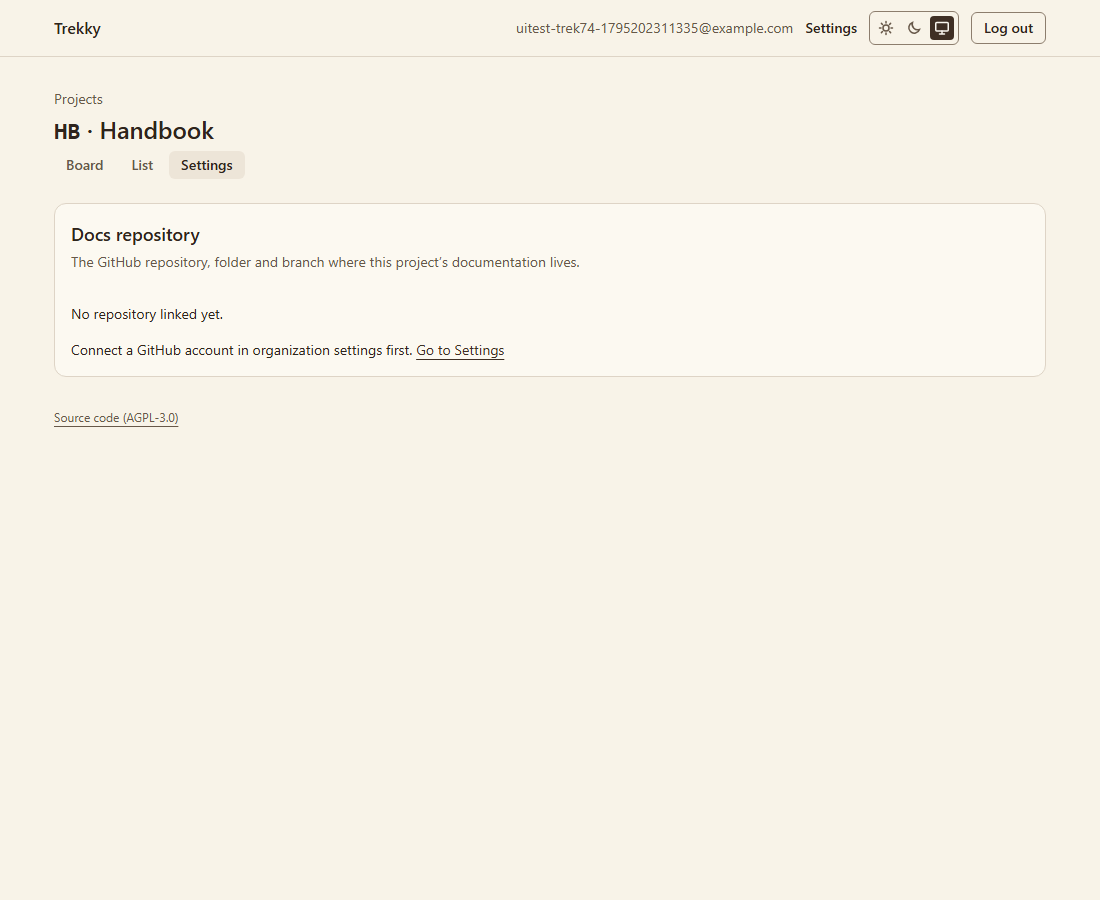 Trekky
uitest-trek74-1795202311335@example.com Settings Log out
Projects
HB · Handbook
Board List Settings
Docs repository
The GitHub repository, folder and branch where this project's documentation lives.
No repository linked yet.
Connect a GitHub account in organization settings first. Go to Settings
Source code (AGPL-3.0)